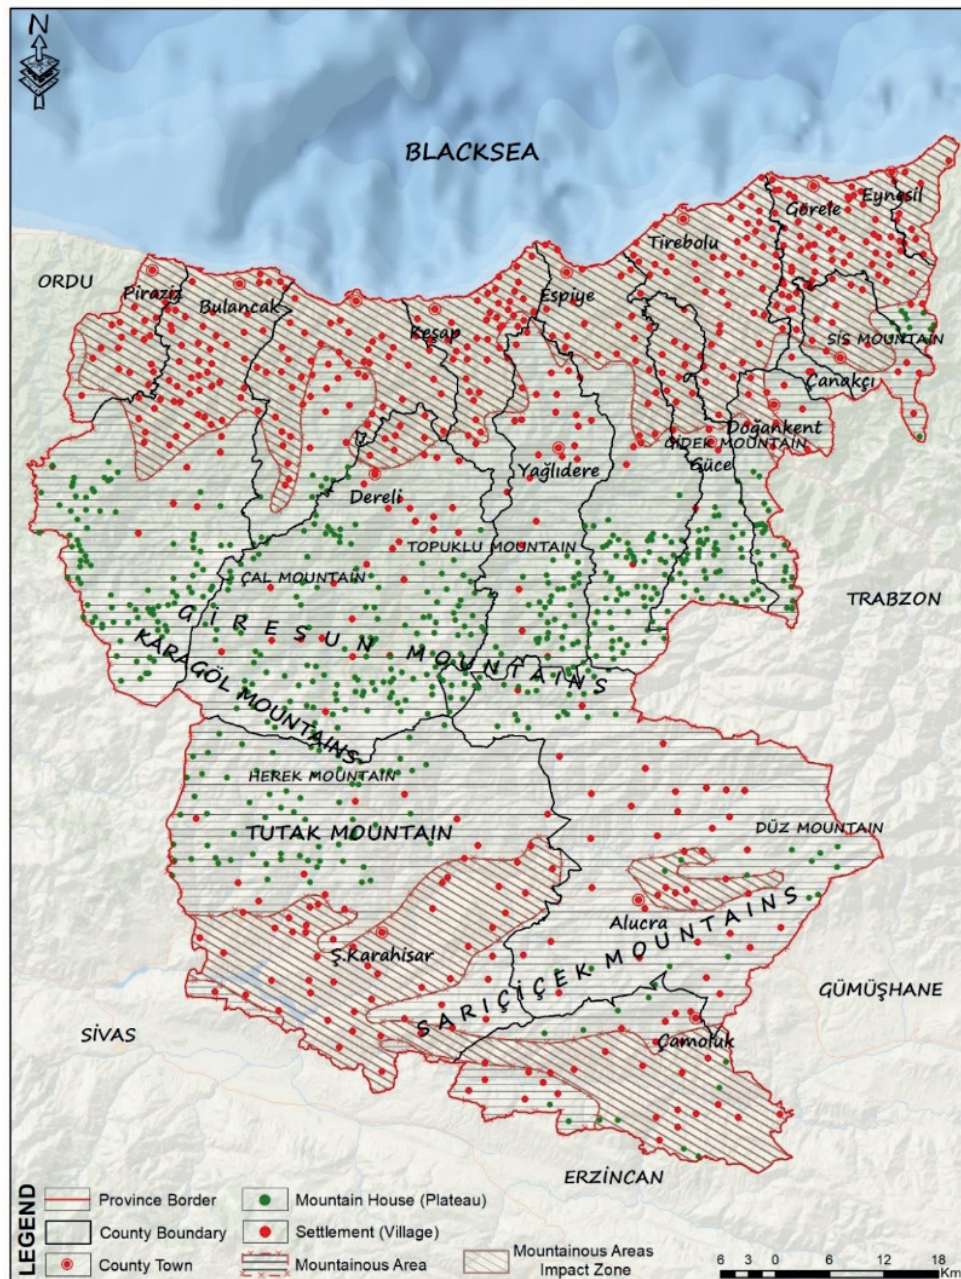 N
BLACKSEA
ORDU
Piraziz
Bulancak
Keşap
Espiye
Tirebolu
Görele
Eynesil
SİS MOUNTAIN
Çanakçı
Doğankent
GİDEK MOUNTAIN
Güce
Yağlıdere
Dereli
TOPUKLU MOUNTAIN
ÇAL MOUNTAIN
TRABZON
GİRESUN MOUNTAINS
KARAGÖL MOUNTAINS
HEREK MOUNTAIN
TUTAK MOUNTAIN
DÜZ MOUNTAIN
Alucra
Ş.Karahisar
SARIÇİÇEK MOUNTAINS
GÜMÜŞHANE
SİVAS
Çamoluk
ERZİNCAN
LEGEND
Province Border
County Boundary
County Town
Mountain House (Plateau)
Settlement (Village)
Mountainous Area
Mountainous Areas
Impact Zone
6 3 0 6 12 18
Km